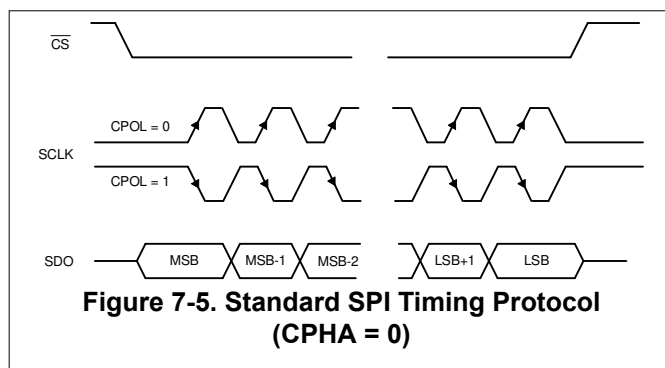 CS
CPOL = 0
SCLK
CPOL = 1
SDO
MSB
MSB-1
MSB-2
LSB+1
LSB
Figure 7-5. Standard SPI Timing Protocol
(CPHA = 0)